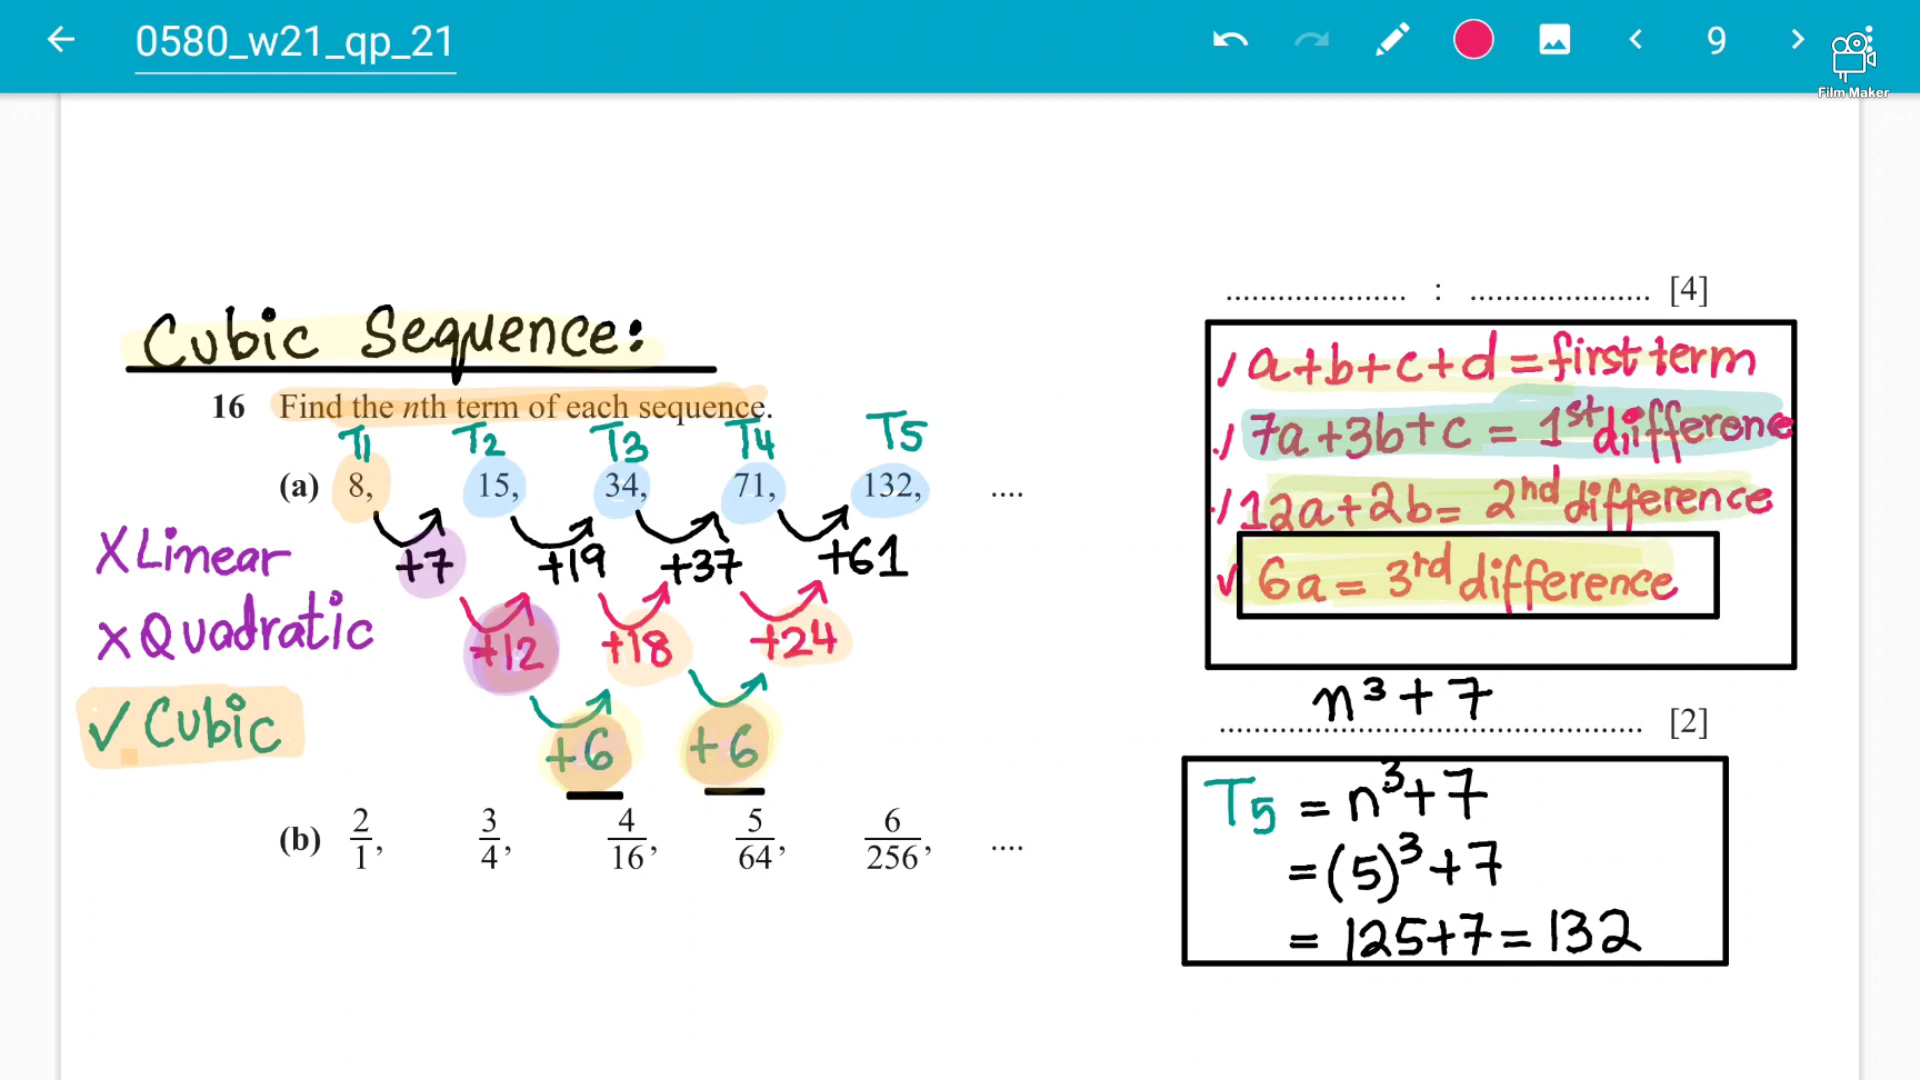 0580_w21_qp_21
9
Film Maker
.................... : .................... [4]
Cubic Sequence:
16 Find the nth term of each sequence.
T1 T2 T3 T4 T5
(a) 8, 15, 34, 71, 132, ....
+7 +19 +37 +61
+12 +18 +24
+6 +6
X Linear
X Quadratic
✓ Cubic
✓ a+b+c+d = first term
✓ 7a+3b+c = 1st differene
✓ 12a+2b = 2nd difference
✓ 6a = 3rd difference
n³+7
................................................ [2]
(b) 2/1, 3/4, 4/16, 5/64, 6/256, ....
T5 = n³+7
= (5)³+7
= 125+7 = 132